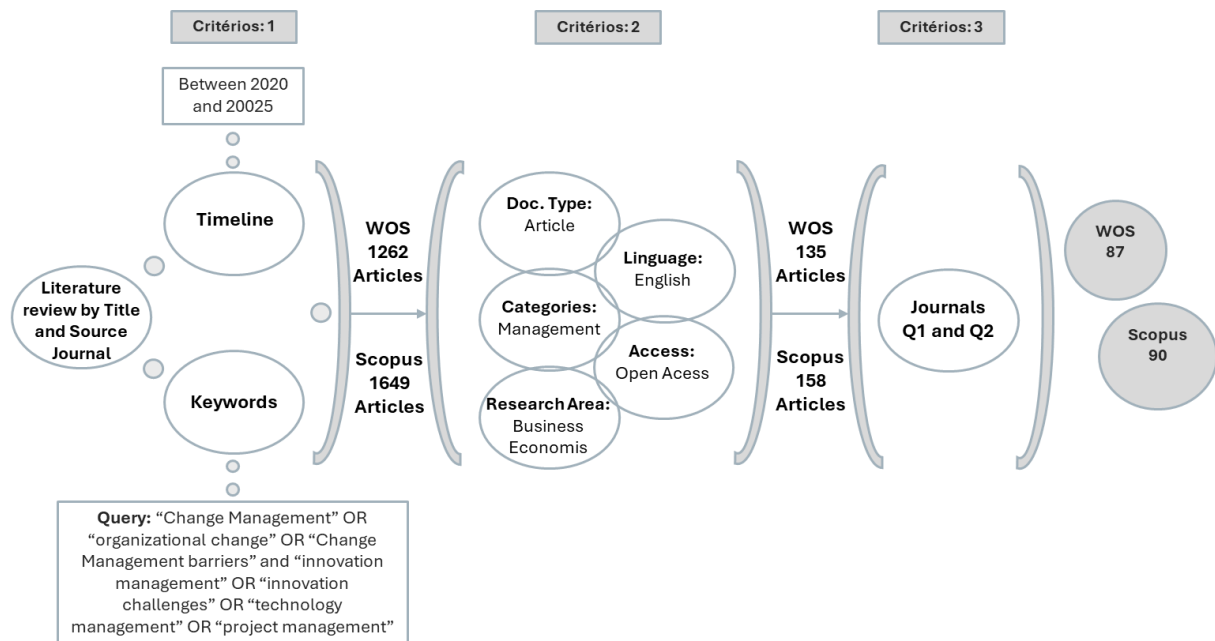 Critérios: 1
Critérios: 2
Critérios: 3
Between 2020
and 20025
Timeline
Literature
review by Title
and Source
Journal
Keywords
Query: “Change Management” OR
“organizational change” OR “Change
Management barriers” and “innovation
management” OR “innovation
challenges” OR “technology
management” OR “project management”
WOS
1262
Articles
Scopus
1649
Articles
Doc. Type:
Article
Linguage:
English
Categories:
Management
Access:
Open Acess
Research Area:
Business
Economis
WOS
135
Articles
Scopus
158
Articles
Journals
Q1 and Q2
WOS
87
Scopus
90